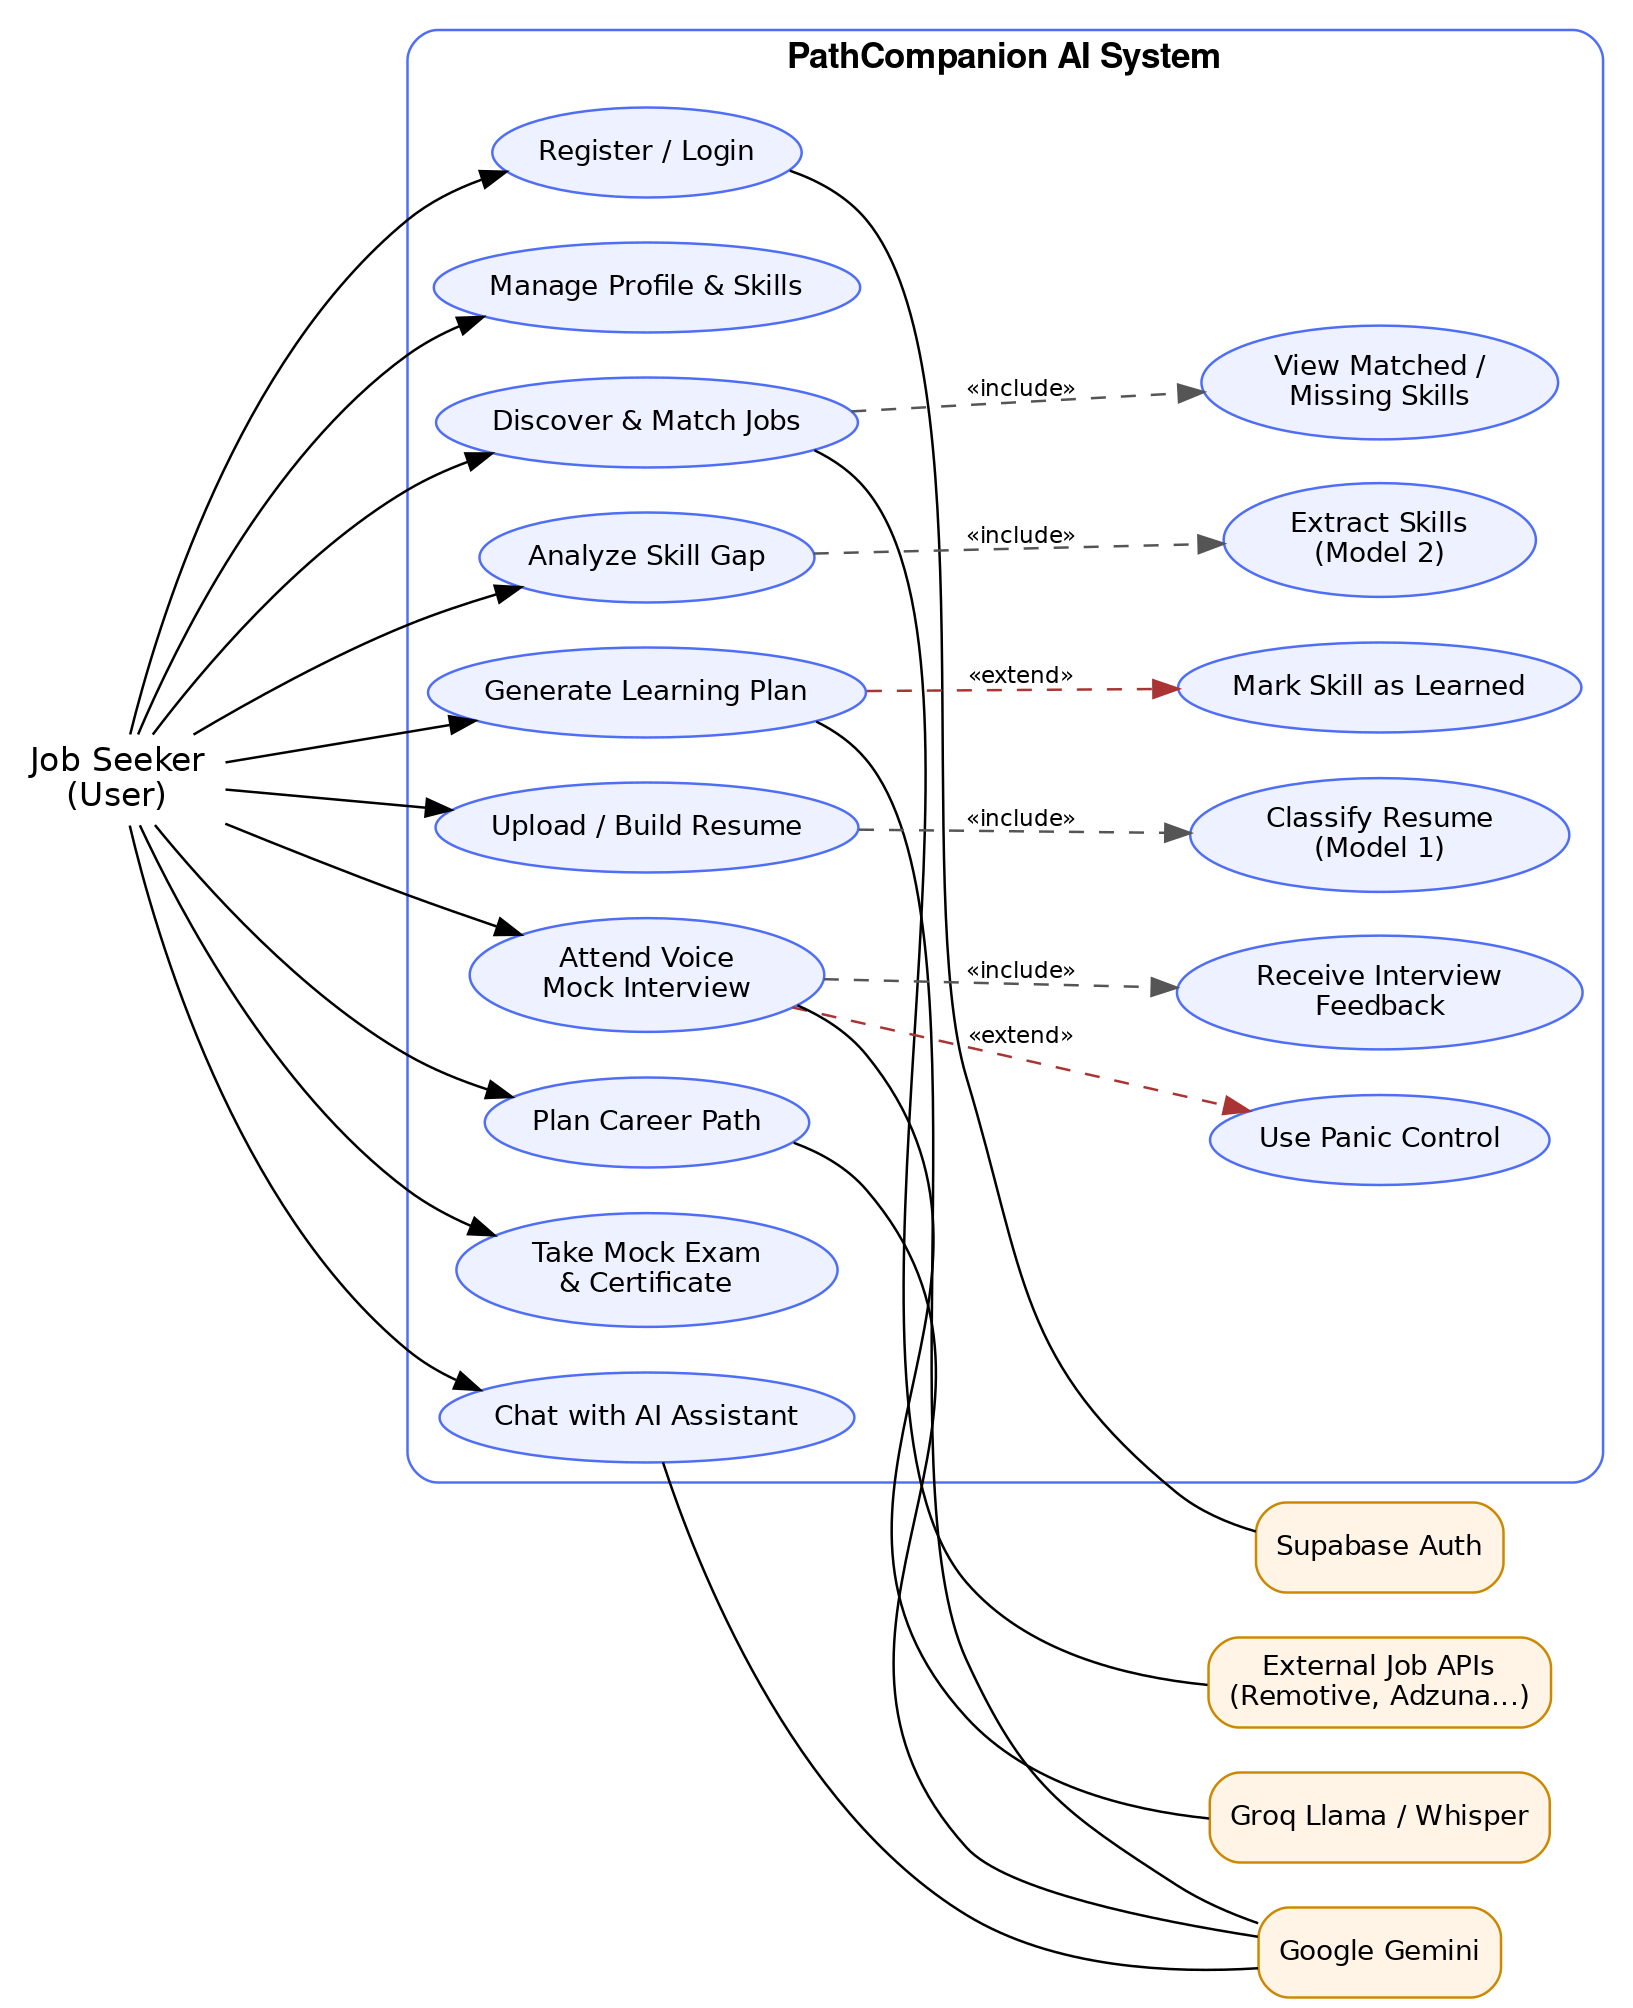 PathCompanion AI System
Register / Login
Manage Profile & Skills
Discover & Match Jobs
Analyze Skill Gap
Generate Learning Plan
Upload / Build Resume
Attend Voice
Mock Interview
Plan Career Path
Take Mock Exam
& Certificate
Chat with AI Assistant
Job Seeker
(User)
«include»
«include»
«extend»
«include»
«include»
«extend»
View Matched /
Missing Skills
Extract Skills
(Model 2)
Mark Skill as Learned
Classify Resume
(Model 1)
Receive Interview
Feedback
Use Panic Control
Supabase Auth
External Job APIs
(Remotive, Adzuna...)
Groq Llama / Whisper
Google Gemini